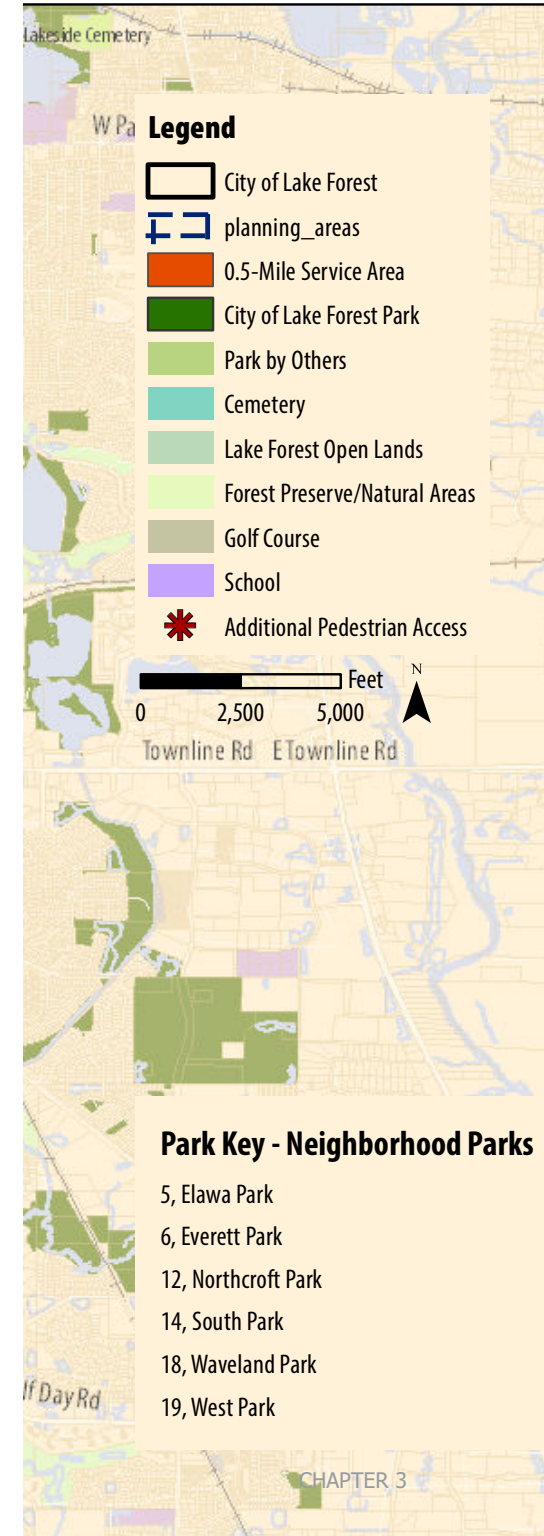 Lakeside Cemetery
W Pa
Legend
City of Lake Forest
planning_areas
0.5-Mile Service Area
City of Lake Forest Park
Park by Others
Cemetery
Lake Forest Open Lands
Forest Preserve/Natural Areas
Golf Course
School
Additional Pedestrian Access
Feet
N
0 2,500 5,000
Townline Rd E Townline Rd
Park Key - Neighborhood Parks
5, Elawa Park
6, Everett Park
12, Northcroft Park
14, South Park
18, Waveland Park
19, West Park
lf Day Rd
CHAPTER 3